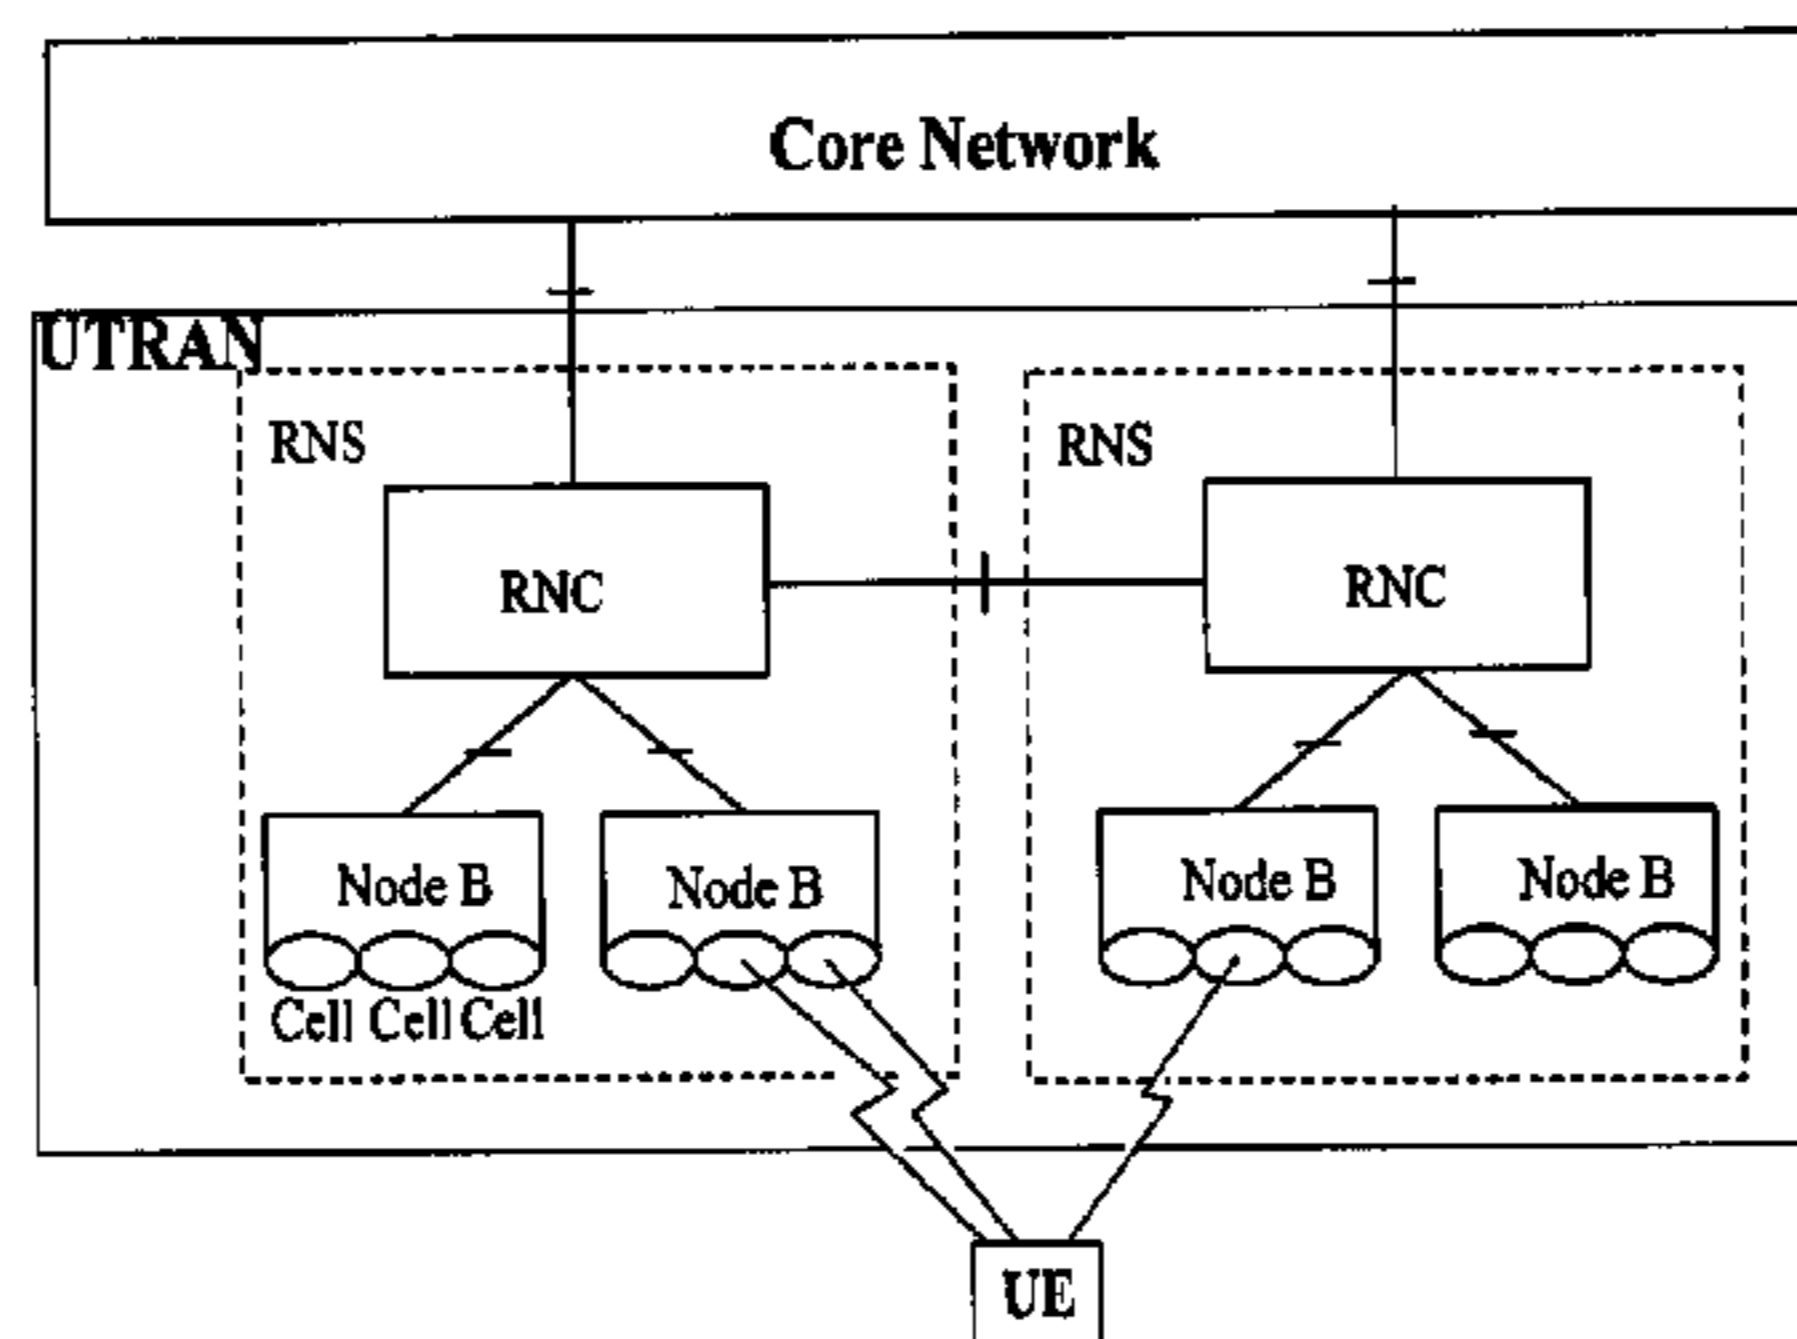 Core Network
UTRAN
RNS
RNS
RNC
RNC
Node B
Node B
Node B
Node B
Cell Cell Cell
UE